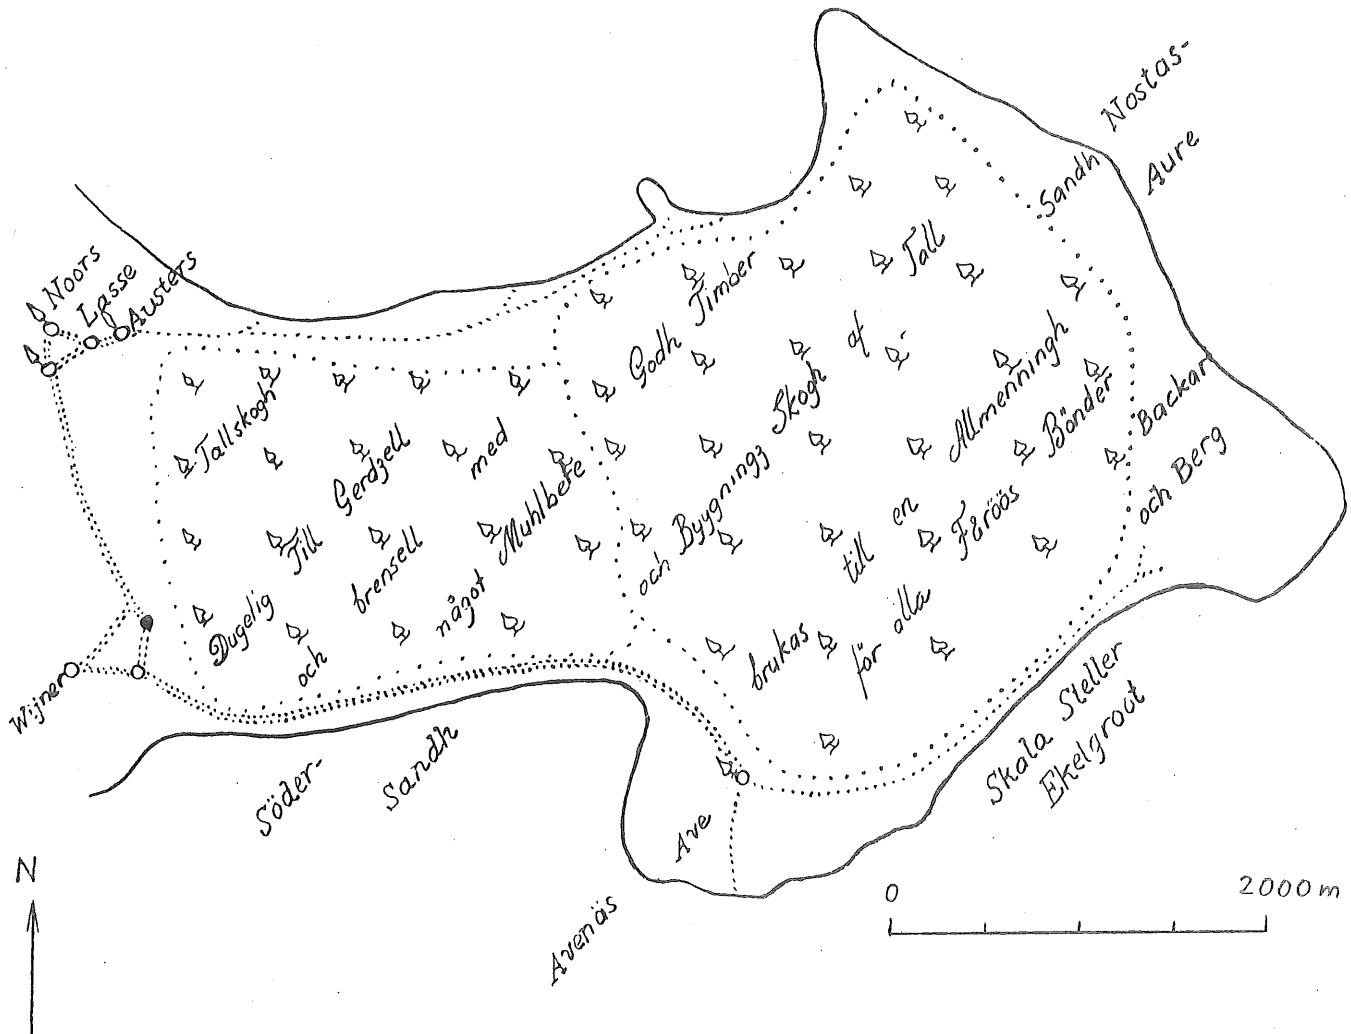 Nostas-
Aure
Sandh
Noors
Lasse
Austers
Tallskogh
Dugelig Till Gerdzell
och brensell med
något Muhlbete
Godh Timber
och Byygningz Skogh af Tall
brukas till en Allmenningh
för alla Fåröös Bönder
Backar
och Berg
Wijner
Söder-
Sandh
Ave
Avenäs
Skala Steller
Ekelgroot
N
0 2000 m